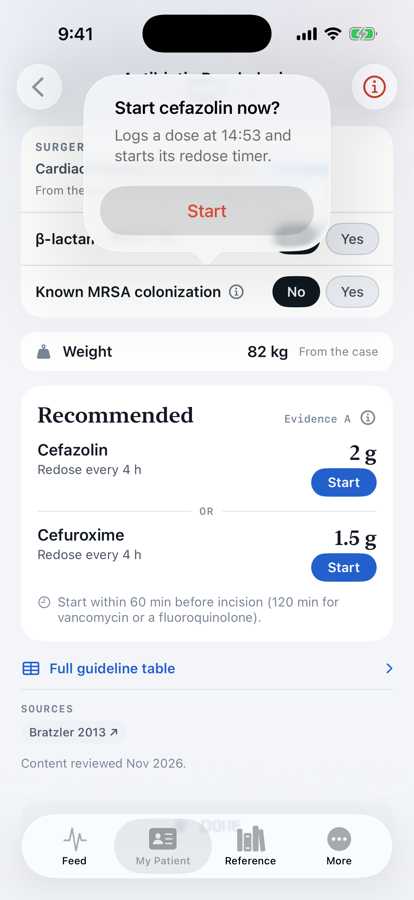 9:41
Start cefazolin now?
Logs a dose at 14:53 and
starts its redose timer.
Start
SURGER
Cardiac
From the
β-lactam
Yes
Known MRSA colonization
No
Yes
Weight
82 kg
From the case
Recommended
Evidence A
Cefazolin
2 g
Redose every 4 h
Start
OR
Cefuroxime
1.5 g
Redose every 4 h
Start
Start within 60 min before incision (120 min for
vancomycin or a fluoroquinolone).
Full guideline table
SOURCES
Bratzler 2013 ↗
Content reviewed Nov 2026.
Feed
My Patient
Reference
More